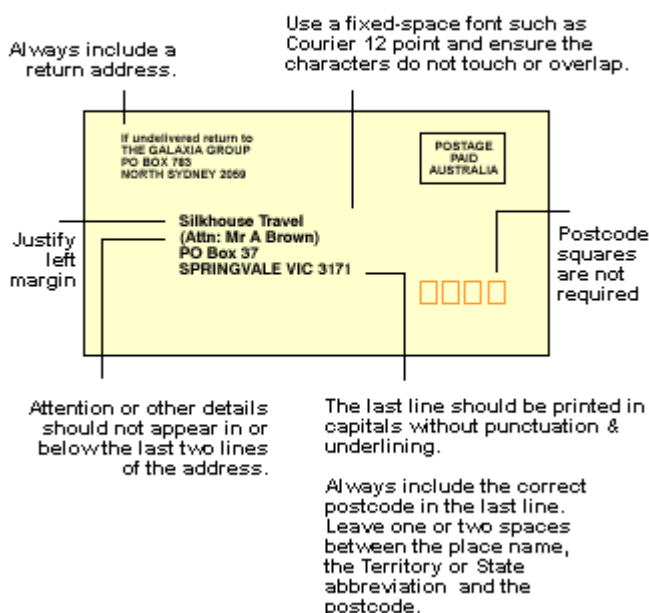 Always include a
return address.
Use a fixed-space font such as
Courier 12 point and ensure the
characters do not touch or overlap.
If undelivered return to
THE GALAXIA GROUP
PO BOX 783
NORTH SYDNEY 2059
POSTAGE
PAID
AUSTRALIA
Justify
left
margin
Silkhouse Travel
(Attn: Mr A Brown)
PO Box 37
SPRINGVALE VIC 3171
Postcode
squares
are not
required
Attention or other details
should not appear in or
below the last two lines
of the address.
The last line should be printed in
capitals without punctuation &
underlining.
Always include the correct
postcode in the last line.
Leave one or two spaces
between the place name,
the Territory or State
abbreviation and the
postcode.